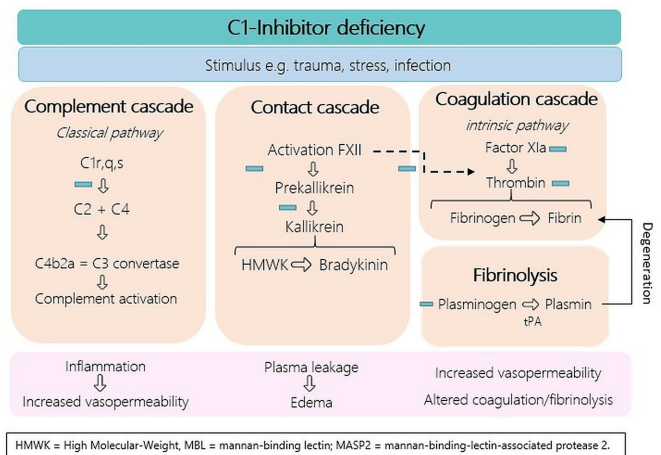 C1-Inhibitor deficiency
Stimulus e.g. trauma, stress, infection
Complement cascade
Classical pathway
C1r,q,s
C2 + C4
C4b2a = C3 convertase
Complement activation
Contact cascade
Activation FXII
Prekallikrein
Kallikrein
HMWK Bradykinin
Coagulation cascade
intrinsic pathway
Factor XIa
Thrombin
Fibrinogen Fibrin
Fibrinolysis
Plasminogen Plasmin
tPA
Degeneration
Inflammation
Increased vasopermeability
Plasma leakage
Edema
Increased vasopermeability
Altered coagulation/fibrinolysis
HMWK = High Molecular-Weight, MBL = mannan-binding lectin; MASP2 = mannan-binding-lectin-associated protease 2.